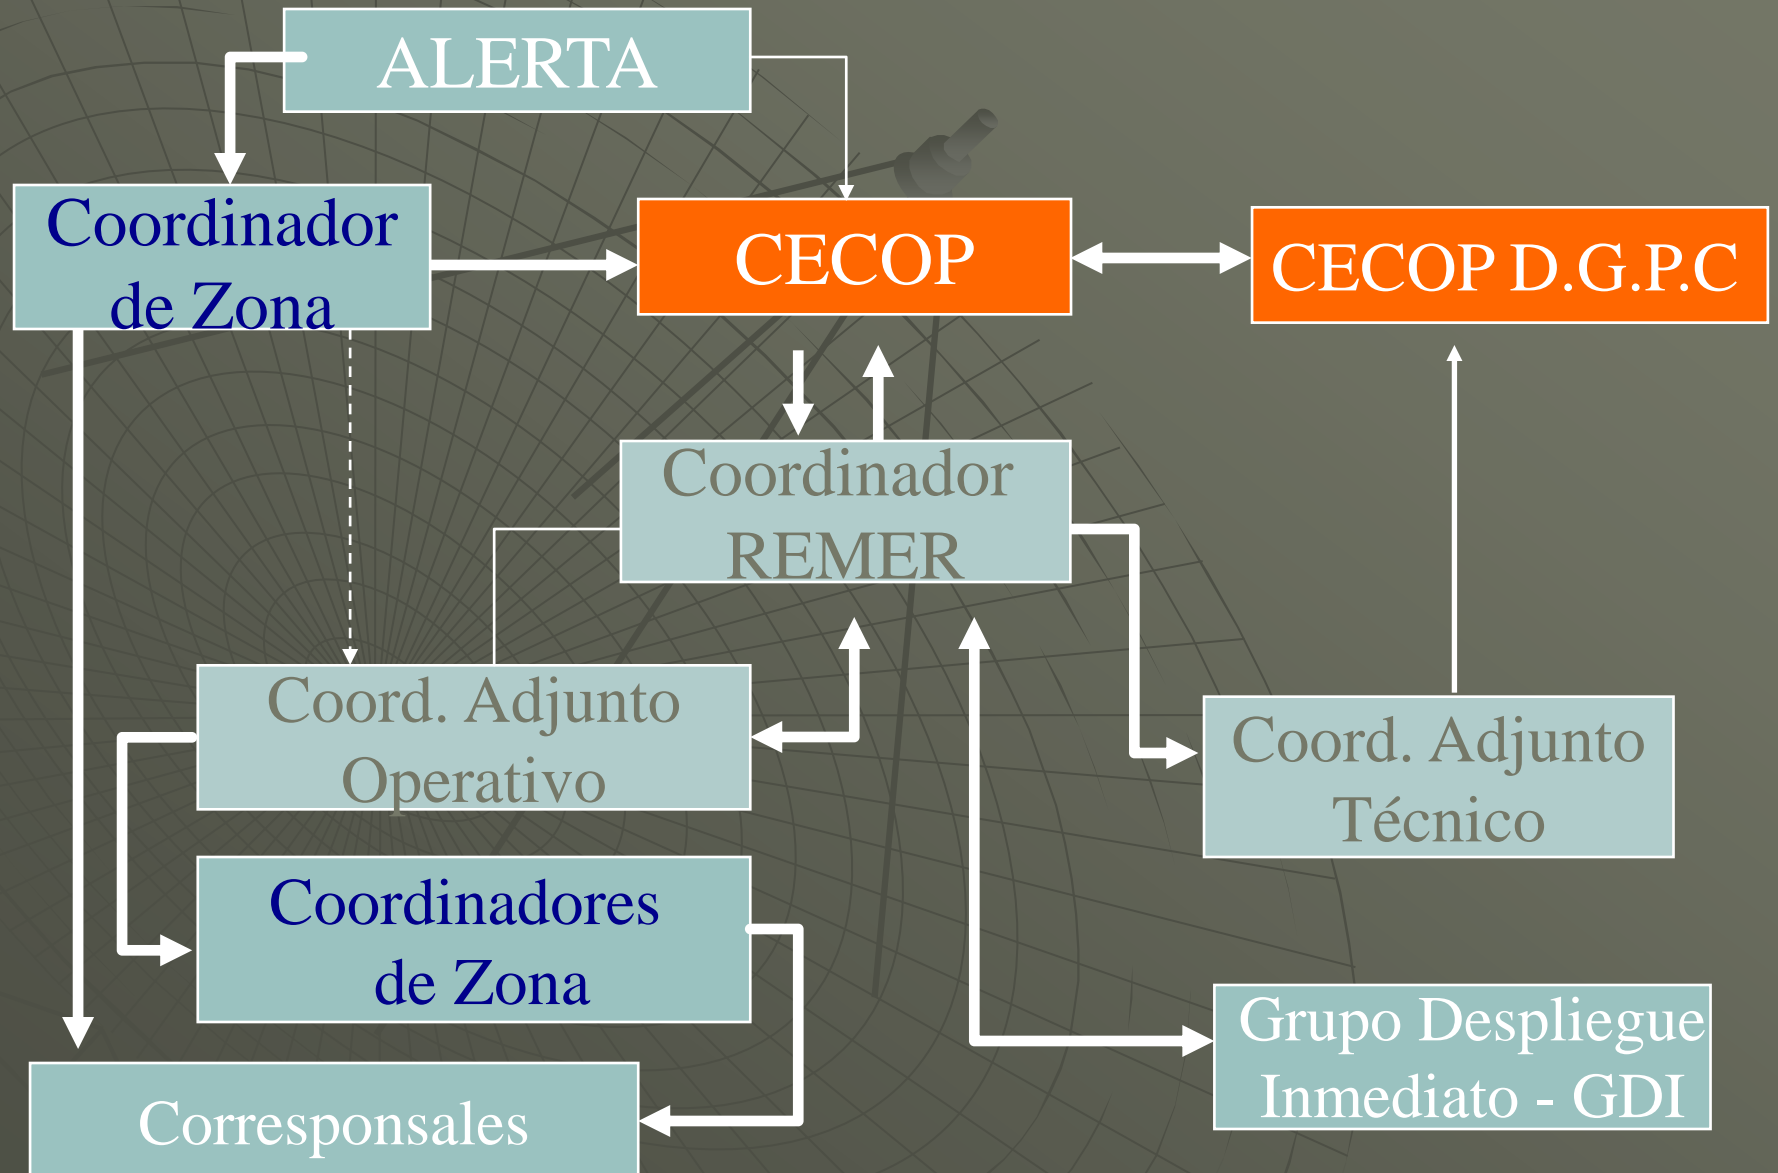 ALERTA
Coordinador
de Zona
CECOP
CECOP D.G.P.C
Coordinador
REMER
Coord. Adjunto
Operativo
Coord. Adjunto
Técnico
Coordinadores
de Zona
Grupo Despliegue
Inmediato - GDI
Corresponsales